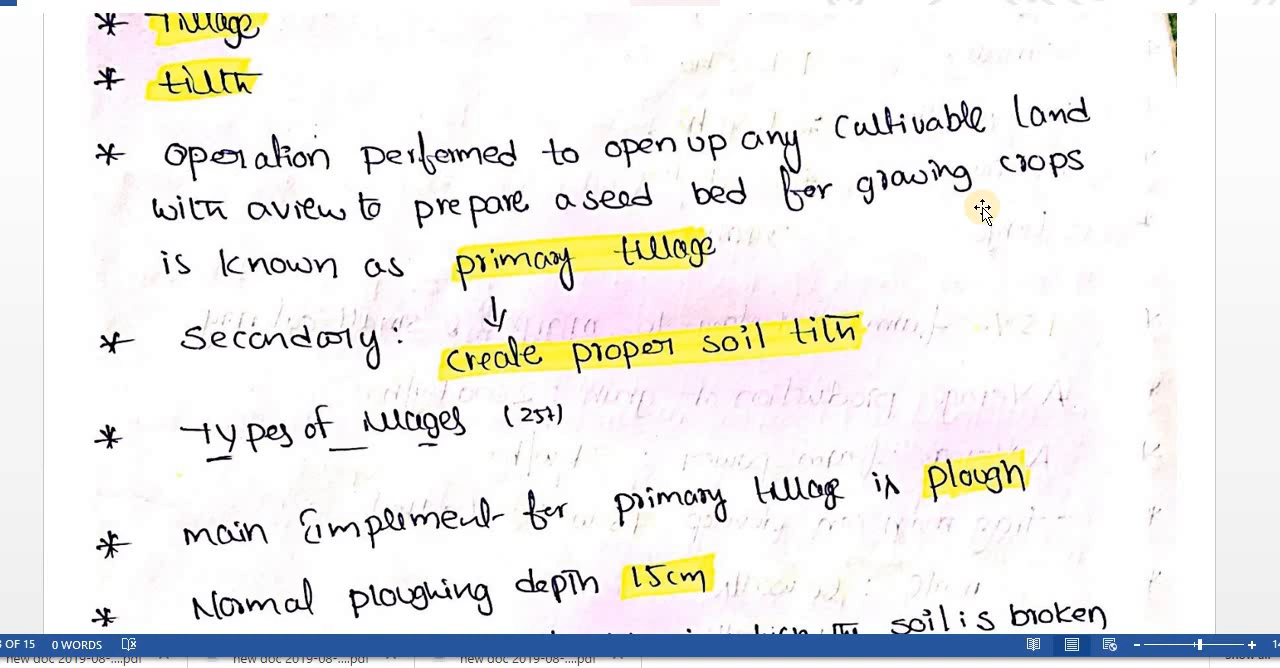 * Tillage
* tillth
* Operation performed to open up any cultivable land
with a view to prepare a seed bed for growing crops
is known as primary tillage
* Secondary:
create proper soil tilth
* Types of tillages (257)
* main implement for primary tillage is plough
* Normal ploughing depth 15cm
soil is broken
OF 15 0 WORDS
new doc 2019-08-....pdf new doc 2019-08-....pdf new doc 2019-08-....pdf